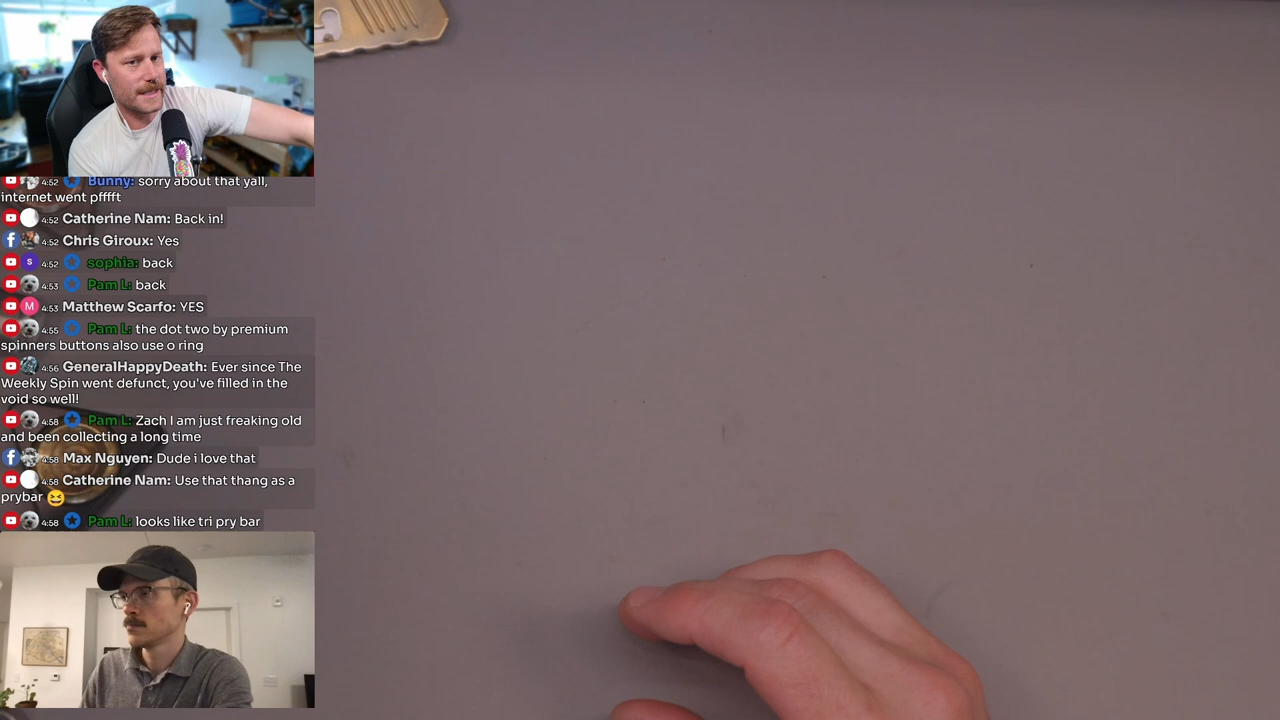 4:52 Bunny: sorry about that yall,
internet went pfffft
4:52 Catherine Nam: Back in!
4:52 Chris Giroux: Yes
S 4:52 sophia: back
4:53 Pam L: back
M 4:53 Matthew Scarfo: YES
4:55 Pam L: the dot two by premium
spinners buttons also use o ring
4:56 GeneralHappyDeath: Ever since The
Weekly Spin went defunct, you've filled in the
void so well!
4:58 Pam L: Zach I am just freaking old
and been collecting a long time
4:58 Max Nguyen: Dude i love that
4:58 Catherine Nam: Use that thang as a
prybar 😆
4:58 Pam L: looks like tri pry bar